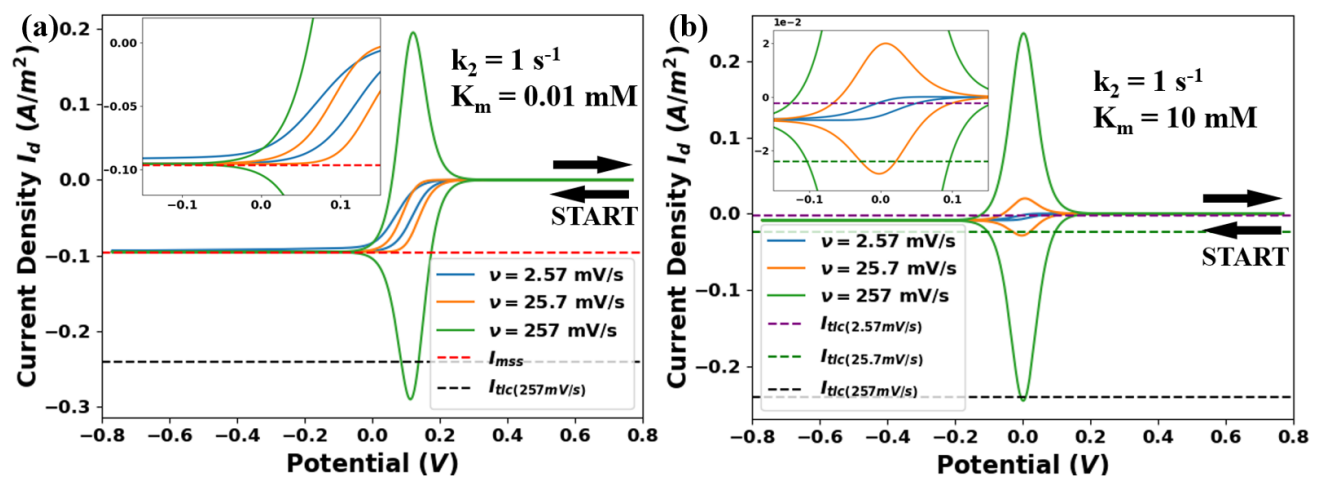 (a)
Current Density I_d (A/m²)
0.2
0.1
0.0
−0.1
−0.2
−0.3
0.00
−0.05
−0.10
−0.1 0.0 0.1
k₂ = 1 s⁻¹
Kₘ = 0.01 mM
START
ν = 2.57 mV/s
ν = 25.7 mV/s
ν = 257 mV/s
I_mss
I_tlc(257mV/s)
−0.8 −0.6 −0.4 −0.2 0.0 0.2 0.4 0.6 0.8
Potential (V)
(b)
Current Density I_d (A/m²)
0.2
0.1
0.0
−0.1
−0.2
1e−2
2
0
−2
−0.1 0.0 0.1
k₂ = 1 s⁻¹
Kₘ = 10 mM
START
ν = 2.57 mV/s
ν = 25.7 mV/s
ν = 257 mV/s
I_tlc(2.57mV/s)
I_tlc(25.7mV/s)
I_tlc(257mV/s)
−0.8 −0.6 −0.4 −0.2 0.0 0.2 0.4 0.6 0.8
Potential (V)